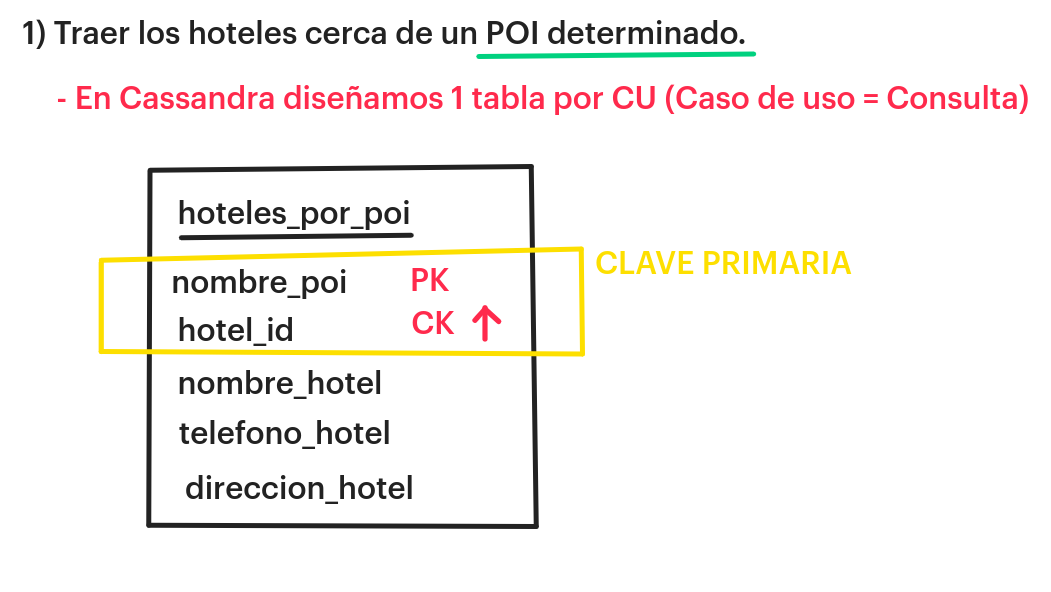 1) Traer los hoteles cerca de un POI determinado.
- En Cassandra diseñamos 1 tabla por CU (Caso de uso = Consulta)
hoteles_por_poi
CLAVE PRIMARIA
nombre_poi PK
hotel_id CK ↑
nombre_hotel
telefono_hotel
direccion_hotel